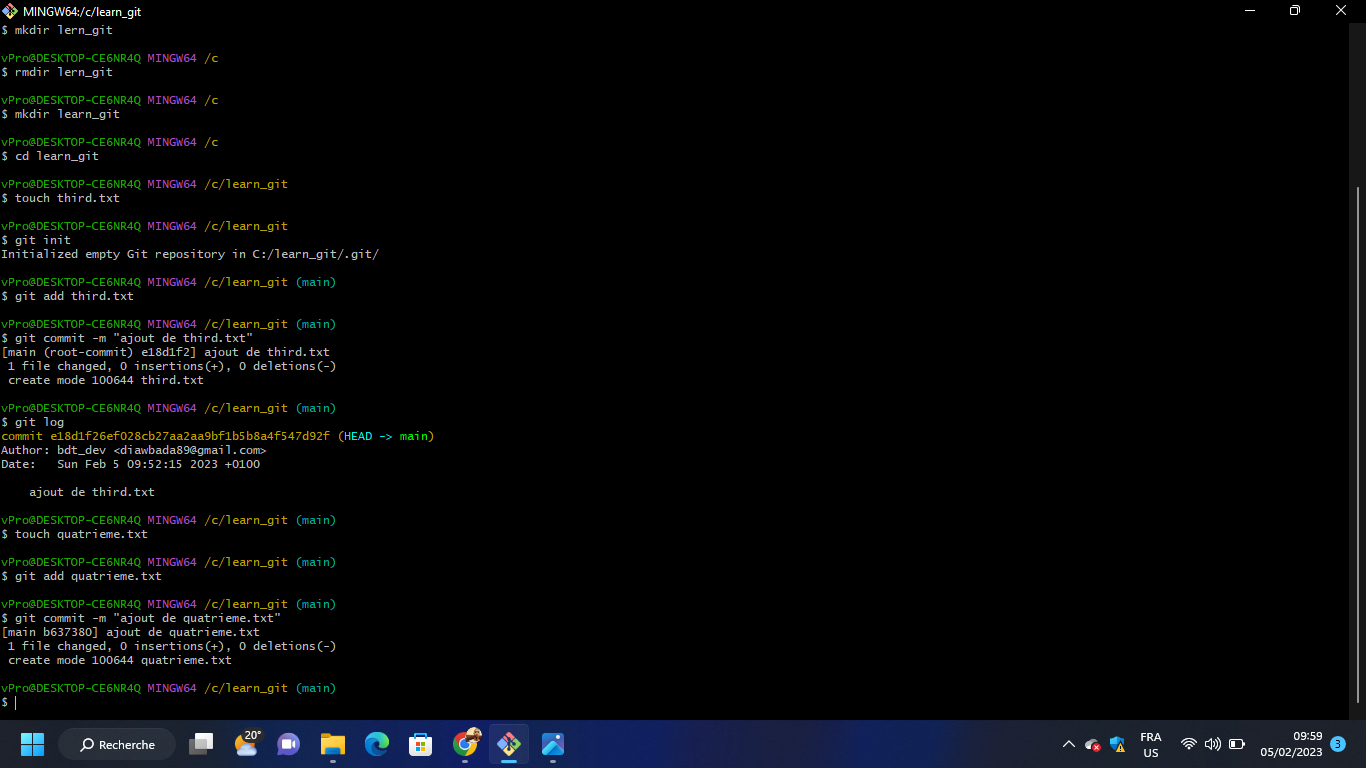 MINGW64:/c/learn_git
$ mkdir lern_git
vPro@DESKTOP-CE6NR4Q MINGW64 /c
$ rmdir lern_git
vPro@DESKTOP-CE6NR4Q MINGW64 /c
$ mkdir learn_git
vPro@DESKTOP-CE6NR4Q MINGW64 /c
$ cd learn_git
vPro@DESKTOP-CE6NR4Q MINGW64 /c/learn_git
$ touch third.txt
vPro@DESKTOP-CE6NR4Q MINGW64 /c/learn_git
$ git init
Initialized empty Git repository in C:/learn_git/.git/
vPro@DESKTOP-CE6NR4Q MINGW64 /c/learn_git (main)
$ git add third.txt
vPro@DESKTOP-CE6NR4Q MINGW64 /c/learn_git (main)
$ git commit -m "ajout de third.txt"
[main (root-commit) e18d1f2] ajout de third.txt
1 file changed, 0 insertions(+), 0 deletions(-)
create mode 100644 third.txt
vPro@DESKTOP-CE6NR4Q MINGW64 /c/learn_git (main)
$ git log
commit e18d1f26ef028cb27aa2aa9bf1b5b8a4f547d92f (HEAD -> main)
Author: bdt_dev <diawbada89@gmail.com>
Date:   Sun Feb 5 09:52:15 2023 +0100
ajout de third.txt
vPro@DESKTOP-CE6NR4Q MINGW64 /c/learn_git (main)
$ touch quatrieme.txt
vPro@DESKTOP-CE6NR4Q MINGW64 /c/learn_git (main)
$ git add quatrieme.txt
vPro@DESKTOP-CE6NR4Q MINGW64 /c/learn_git (main)
$ git commit -m "ajout de quatrieme.txt"
[main b637380] ajout de quatrieme.txt
1 file changed, 0 insertions(+), 0 deletions(-)
create mode 100644 quatrieme.txt
vPro@DESKTOP-CE6NR4Q MINGW64 /c/learn_git (main)
$
Recherche
20°
FRA
US
09:59
05/02/2023
3